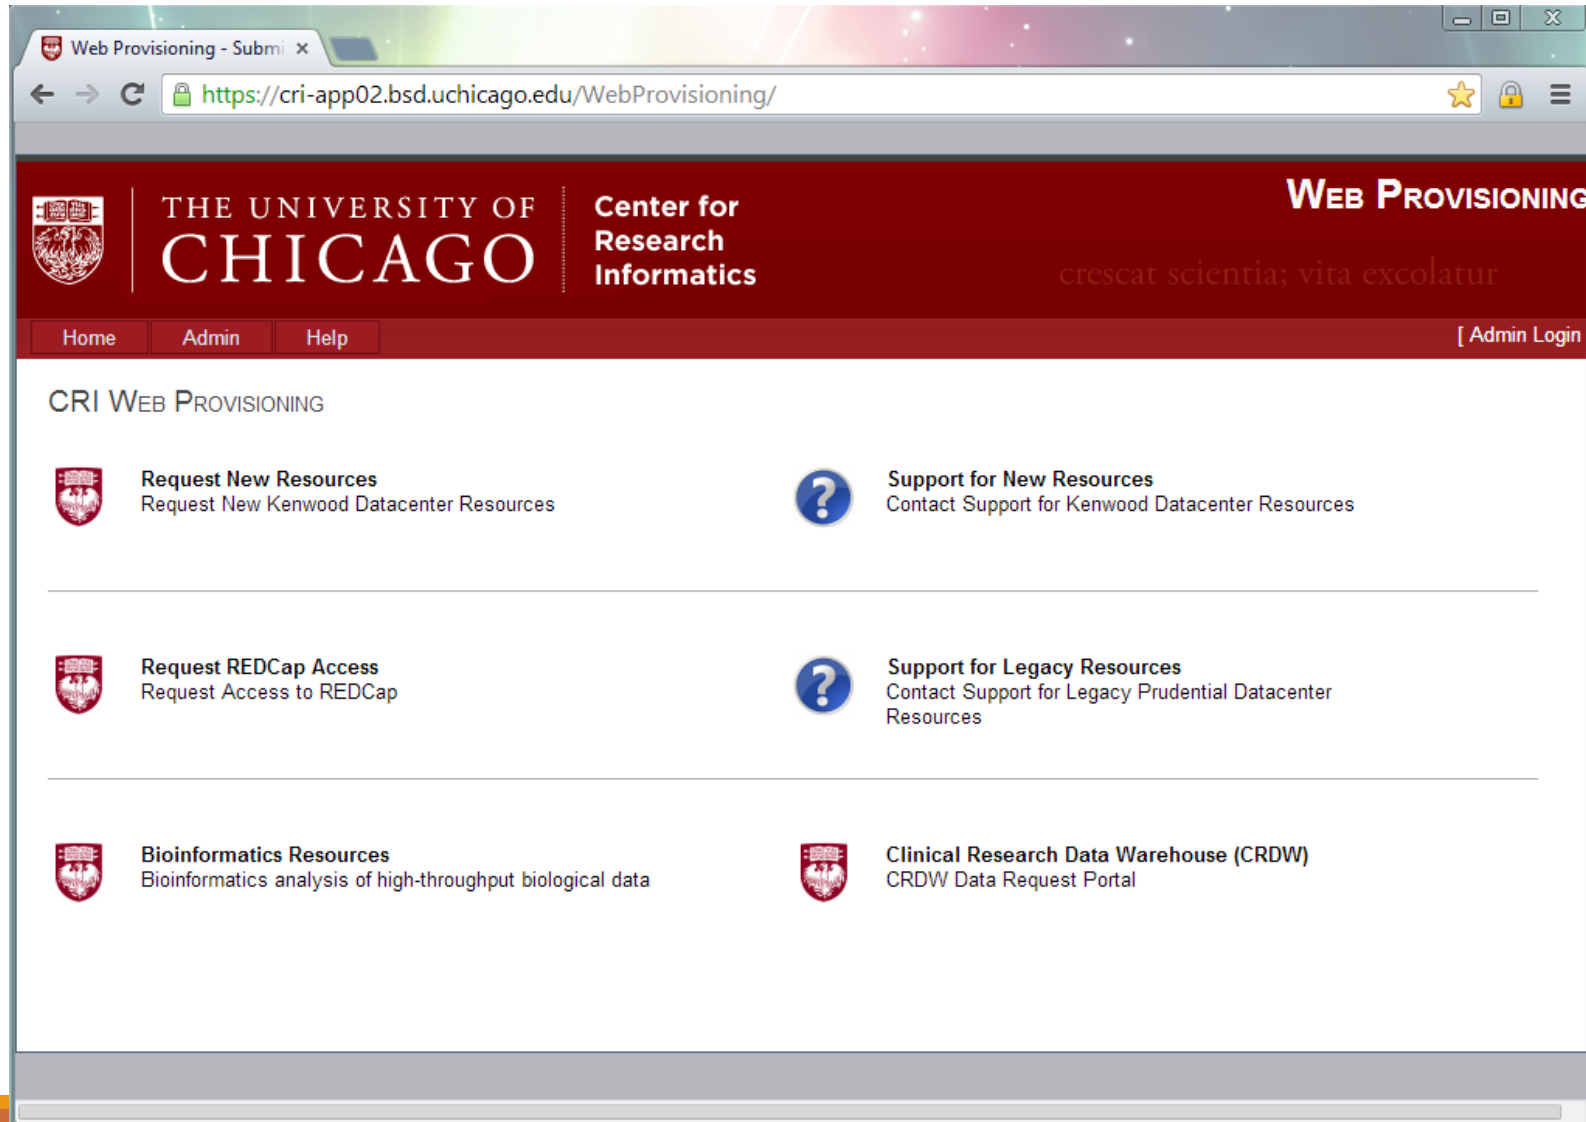 Web Provisioning - Submi
https://cri-app02.bsd.uchicago.edu/WebProvisioning/
THE UNIVERSITY OF
CHICAGO
Center for
Research
Informatics
WEB PROVISIONING
crescat scientia; vita excolatur
Home Admin Help
[ Admin Login
CRI WEB PROVISIONING
Request New Resources
Request New Kenwood Datacenter Resources
Support for New Resources
Contact Support for Kenwood Datacenter Resources
Request REDCap Access
Request Access to REDCap
Support for Legacy Resources
Contact Support for Legacy Prudential Datacenter
Resources
Bioinformatics Resources
Bioinformatics analysis of high-throughput biological data
Clinical Research Data Warehouse (CRDW)
CRDW Data Request Portal